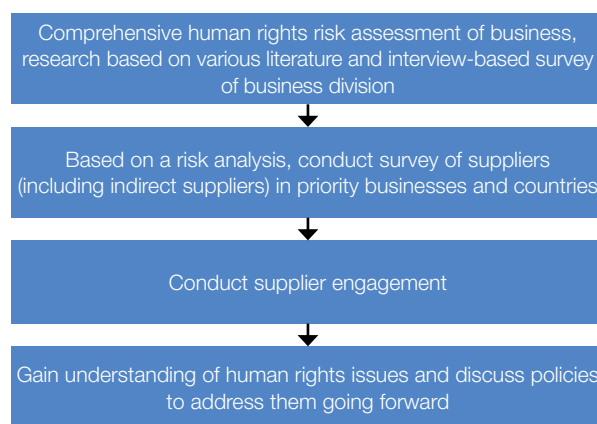 Comprehensive human rights risk assessment of business,
research based on various literature and interview-based survey
of business division
Based on a risk analysis, conduct survey of suppliers
(including indirect suppliers) in priority businesses and countries
Conduct supplier engagement
Gain understanding of human rights issues and discuss policies
to address them going forward